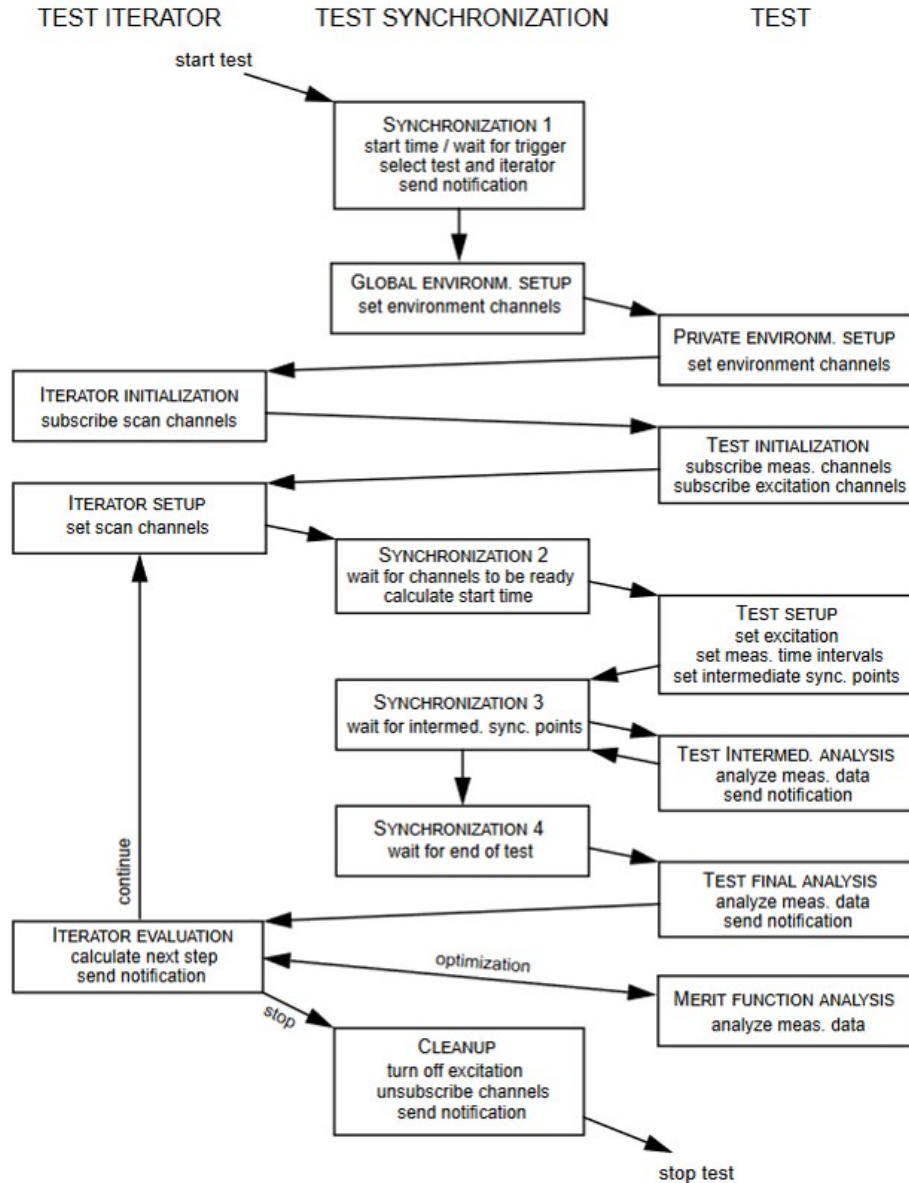 TEST ITERATOR
TEST SYNCHRONIZATION
TEST
start test
SYNCHRONIZATION 1
start time / wait for trigger
select test and iterator
send notification
GLOBAL ENVIRONM. SETUP
set environment channels
PRIVATE ENVIRONM. SETUP
set environment channels
ITERATOR INITIALIZATION
subscribe scan channels
TEST INITIALIZATION
subscribe meas. channels
subscribe excitation channels
ITERATOR SETUP
set scan channels
SYNCHRONIZATION 2
wait for channels to be ready
calculate start time
TEST SETUP
set excitation
set meas. time intervals
set intermediate sync. points
SYNCHRONIZATION 3
wait for intermed. sync. points
TEST INTERMED. ANALYSIS
analyze meas. data
send notification
SYNCHRONIZATION 4
wait for end of test
continue
TEST FINAL ANALYSIS
analyze meas. data
send notification
ITERATOR EVALUATION
calculate next step
send notification
optimization
MERIT FUNCTION ANALYSIS
analyze meas. data
stop
CLEANUP
turn off excitation
unsubscribe channels
send notification
stop test